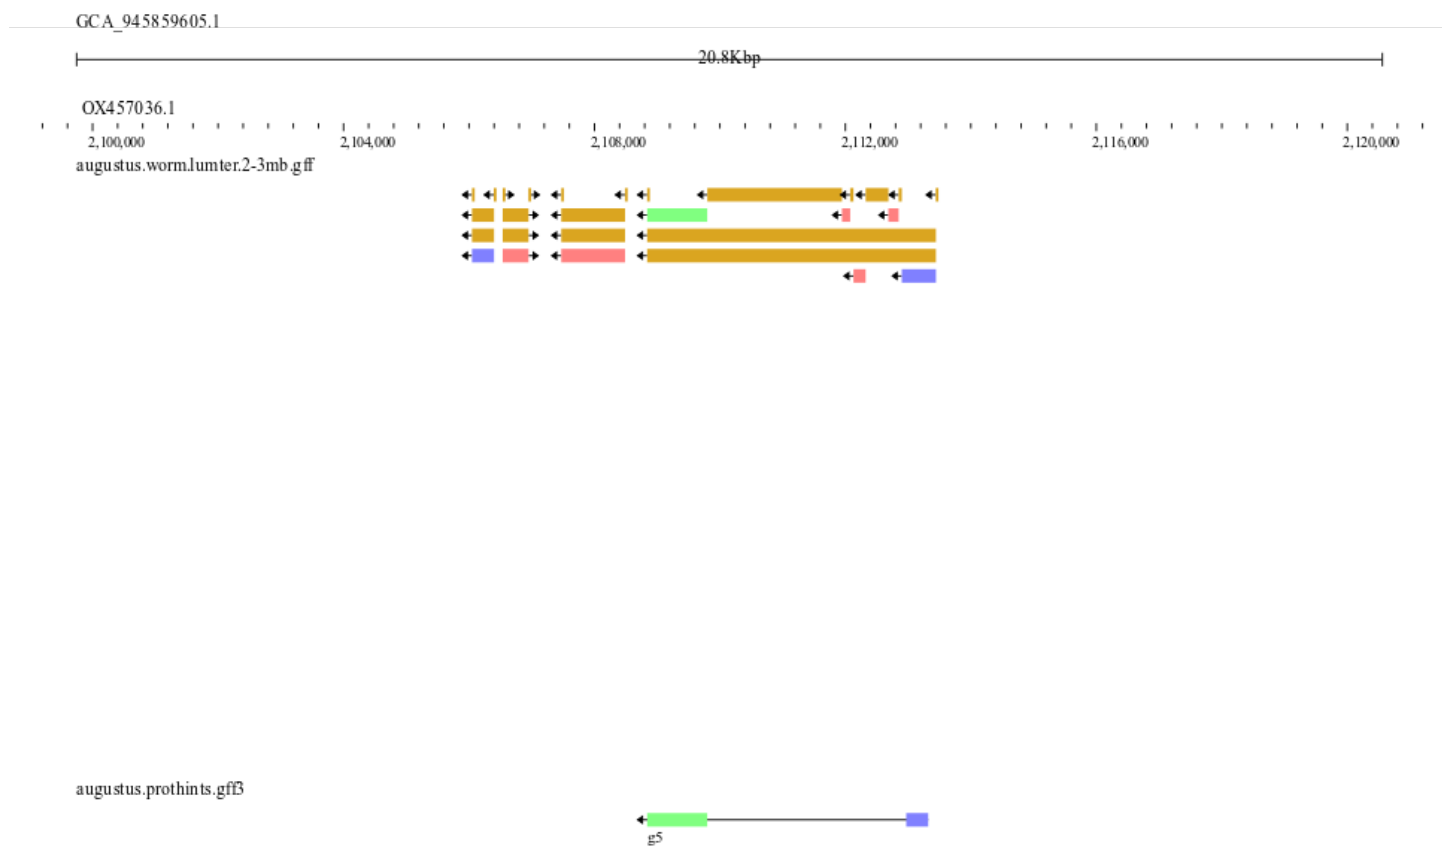 GCA_945859605.1
20.8Kbp
OX457036.1
2,100,000 2,104,000 2,108,000 2,112,000 2,116,000 2,120,000
augustus.worm.lumter.2-3mb.gff
augustus.prothints.gff3
g5